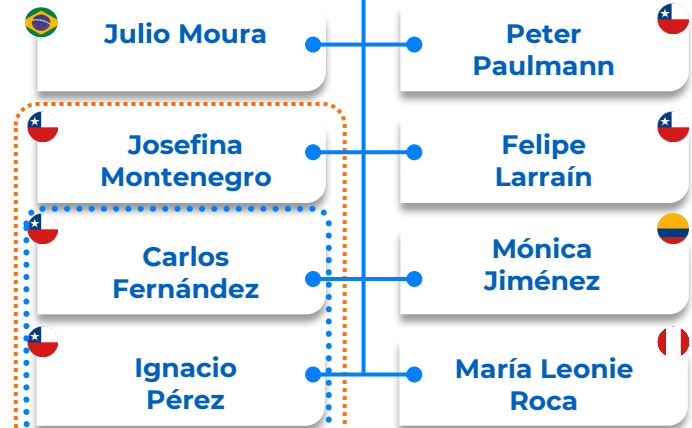 Julio Moura
Peter
Paulmann
Josefina
Montenegro
Felipe
Larraín
Carlos
Fernández
Mónica
Jiménez
Ignacio
Pérez
María Leonie
Roca